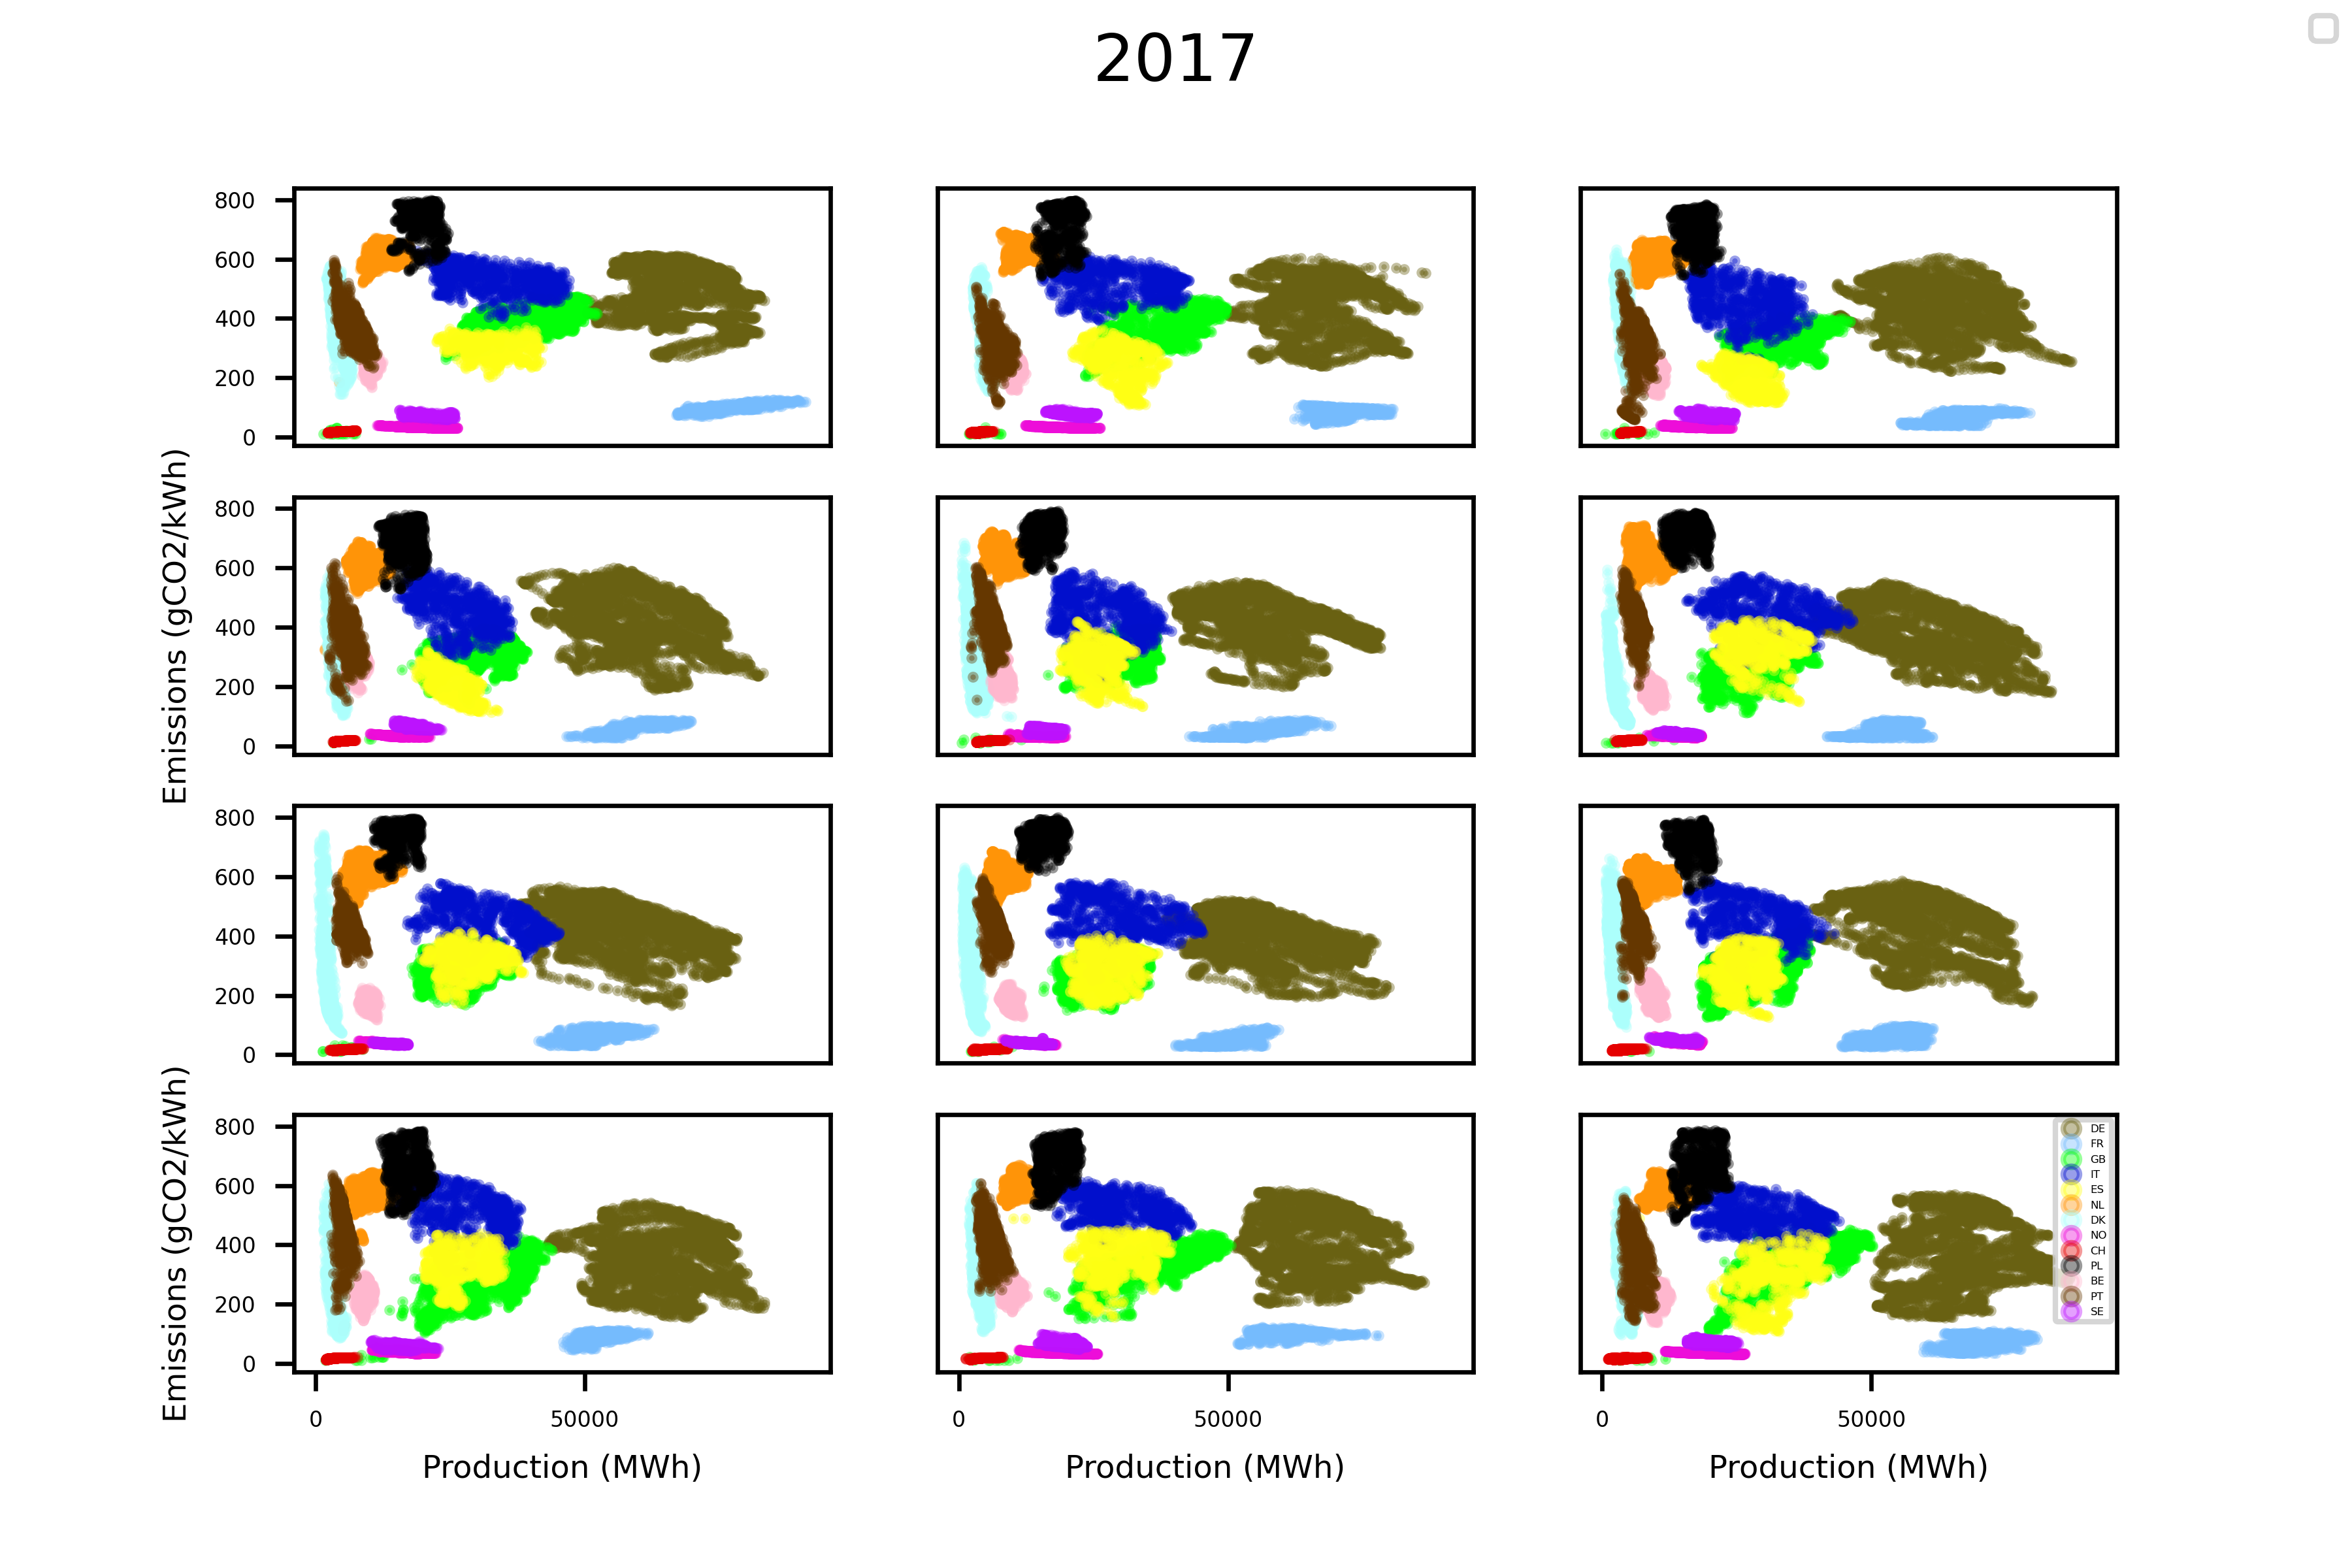 2017
800
600
400
200
0
Emissions (gCO2/kWh)
800
600
400
200
0
800
600
400
200
0
Emissions (gCO2/kWh)
800
600
400
200
0
DE
FR
GB
IT
ES
NL
DK
NO
CH
PL
BE
PT
SE
0 50000
0 50000
0 50000
Production (MWh)
Production (MWh)
Production (MWh)